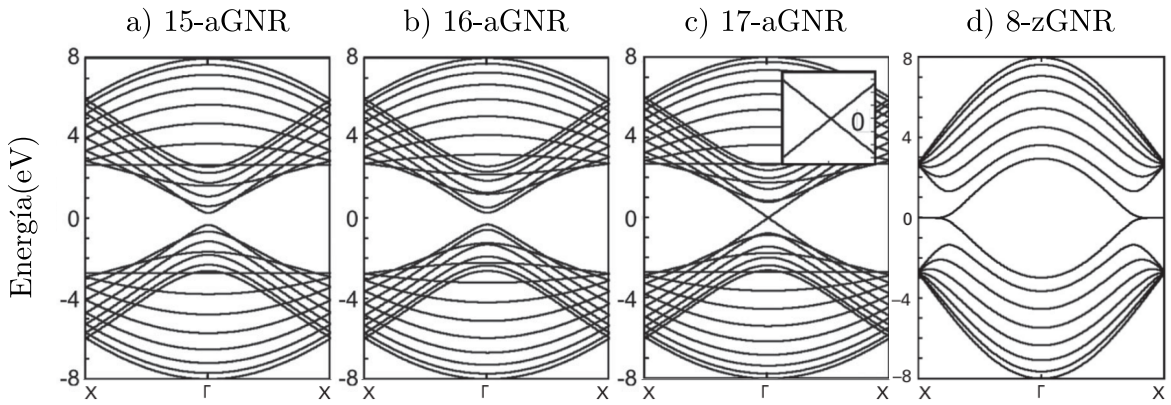 a) 15-aGNR
b) 16-aGNR
c) 17-aGNR
d) 8-zGNR
Energía(eV)
8
4
0
-4
-8
X
Γ
X
8
4
0
-4
-8
X
Γ
X
8
4
0
-4
-8
0
X
Γ
X
8
4
0
-4
-8
X
Γ
X